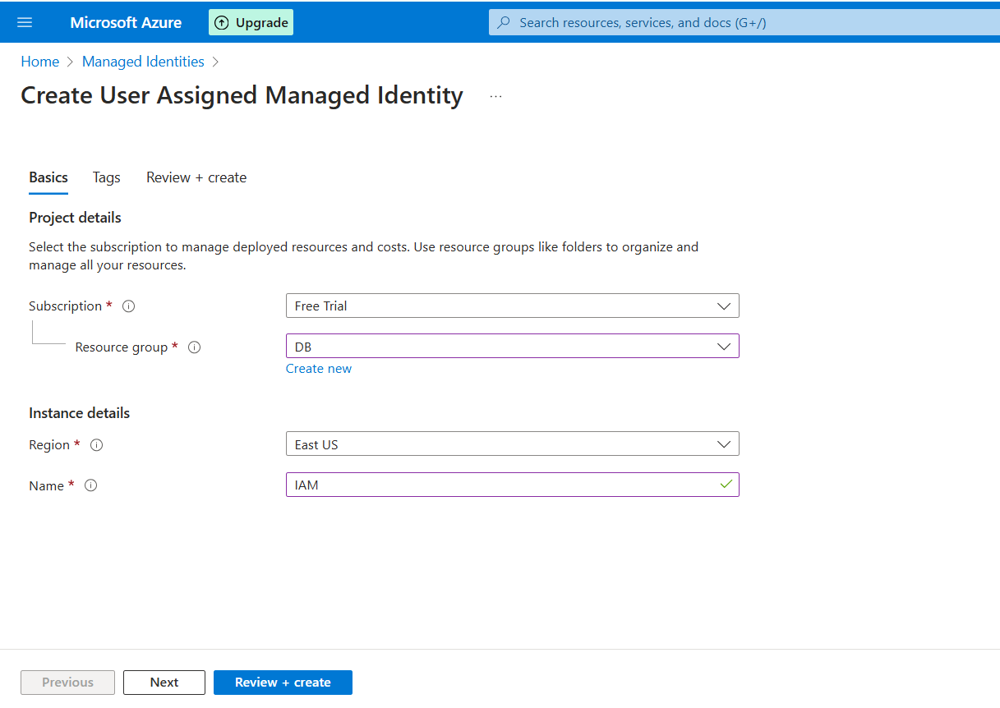 Microsoft Azure Upgrade Search resources, services, and docs (G+/)
Home > Managed Identities >
Create User Assigned Managed Identity ...
Basics Tags Review + create
Project details
Select the subscription to manage deployed resources and costs. Use resource groups like folders to organize and
manage all your resources.
Subscription * Free Trial
Resource group * DB
Create new
Instance details
Region * East US
Name * IAM
Previous Next Review + create